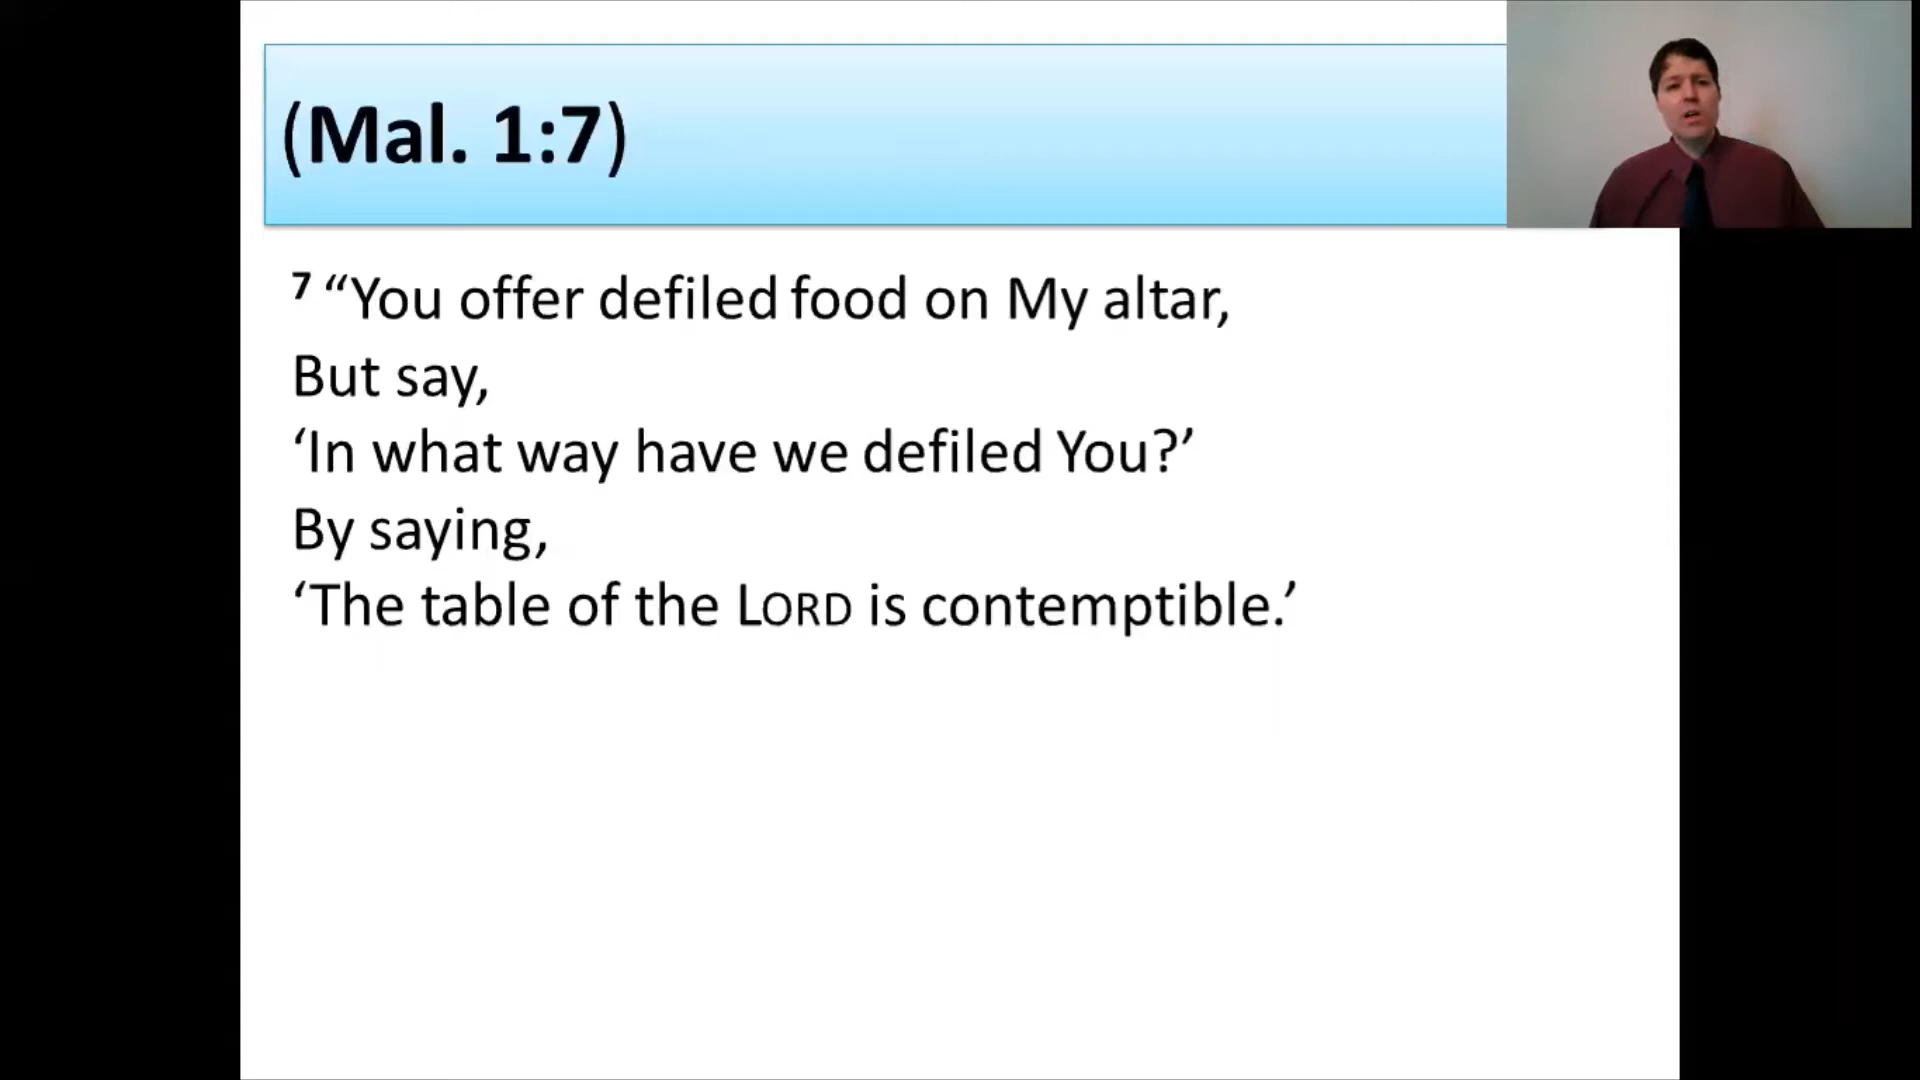 (Mal. 1:7)
7 “You offer defiled food on My altar,
But say,
‘In what way have we defiled You?’
By saying,
‘The table of the LORD is contemptible.’